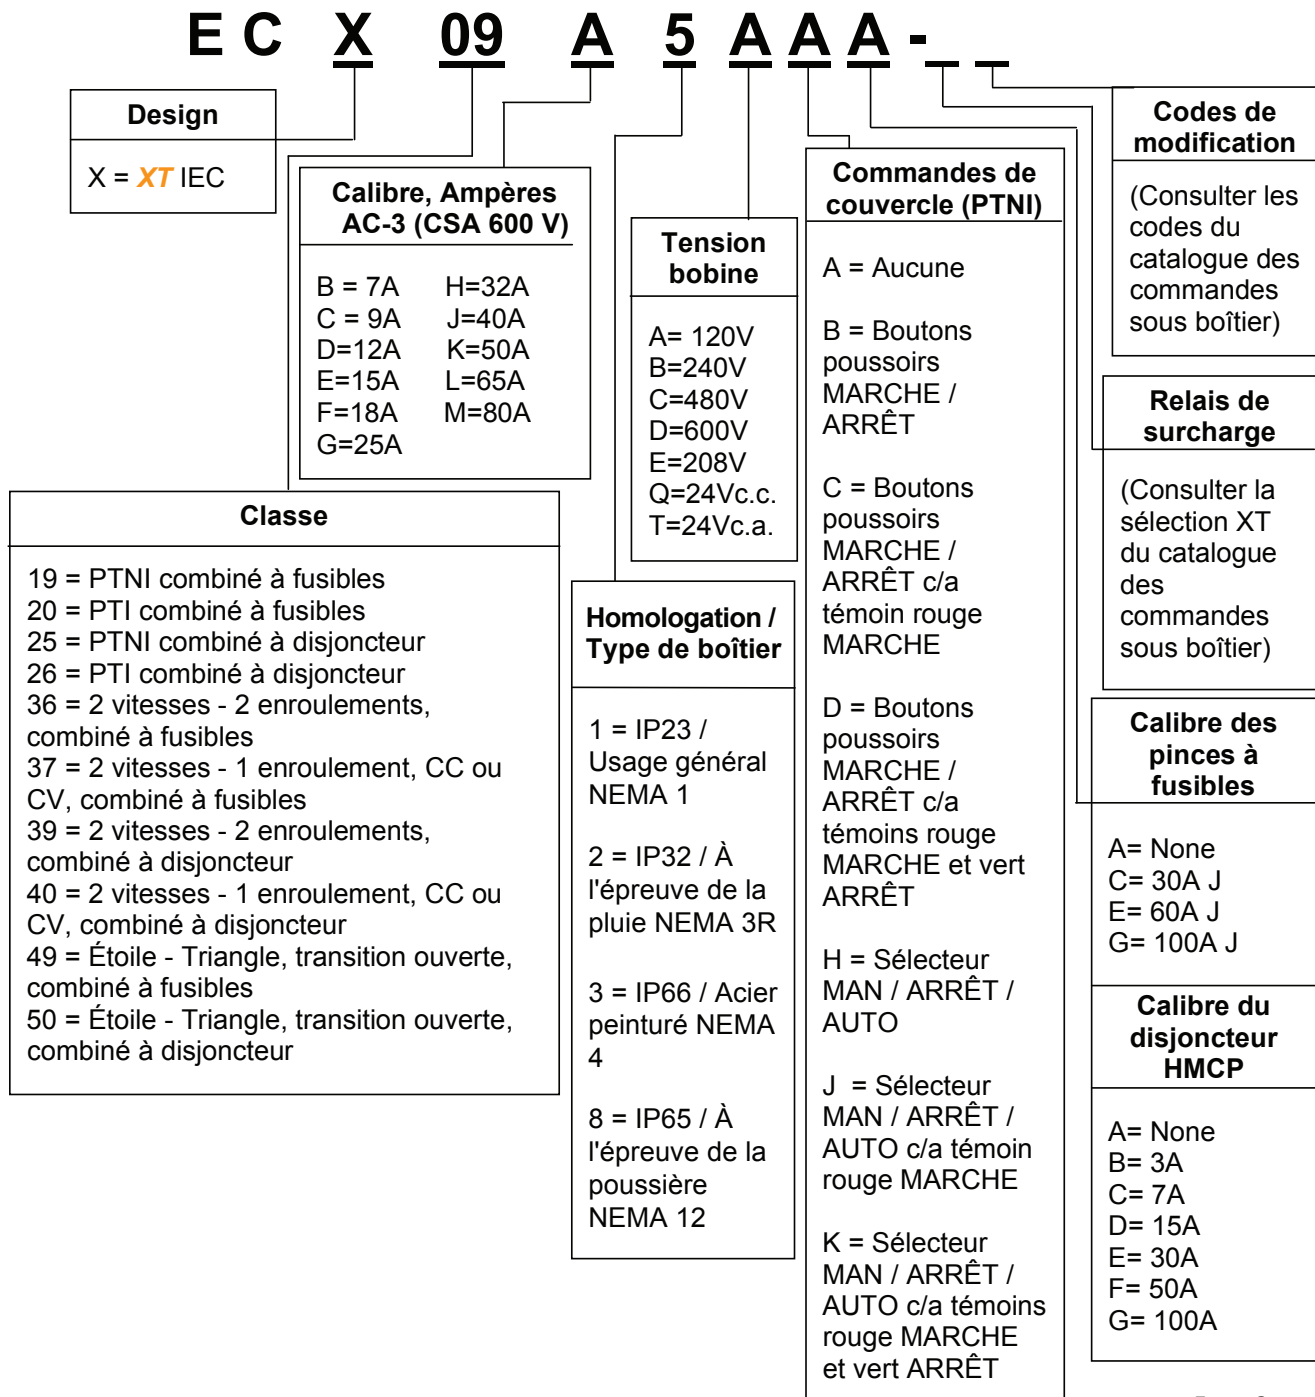 E C X 09 A 5 A A A -
Design
X = XT IEC
Calibre, Ampères
AC-3 (CSA 600 V)
B = 7A H=32A
C = 9A J=40A
D=12A K=50A
E=15A L=65A
F=18A M=80A
G=25A
Classe
19 = PTNI combiné à fusibles
20 = PTI combiné à fusibles
25 = PTNI combiné à disjoncteur
26 = PTI combiné à disjoncteur
36 = 2 vitesses - 2 enroulements,
combiné à fusibles
37 = 2 vitesses - 1 enroulement, CC ou
CV, combiné à fusibles
39 = 2 vitesses - 2 enroulements,
combiné à disjoncteur
40 = 2 vitesses - 1 enroulement, CC ou
CV, combiné à disjoncteur
49 = Étoile - Triangle, transition ouverte,
combiné à fusibles
50 = Étoile - Triangle, transition ouverte,
combiné à disjoncteur
Homologation /
Type de boîtier
1 = IP23 /
Usage général
NEMA 1
2 = IP32 / À
l'épreuve de la
pluie NEMA 3R
3 = IP66 / Acier
peinturé NEMA
4
8 = IP65 / À
l'épreuve de la
poussière
NEMA 12
Tension
bobine
A= 120V
B=240V
C=480V
D=600V
E=208V
Q=24Vc.c.
T=24Vc.a.
Commandes de
couvercle (PTNI)
A = Aucune
B = Boutons
poussoirs
MARCHE /
ARRÊT
C = Boutons
poussoirs
MARCHE /
ARRÊT c/a
témoin rouge
MARCHE
D = Boutons
poussoirs
MARCHE /
ARRÊT c/a
témoins rouge
MARCHE et vert
ARRÊT
H = Sélecteur
MAN / ARRÊT /
AUTO
J = Sélecteur
MAN / ARRÊT /
AUTO c/a témoin
rouge MARCHE
K = Sélecteur
MAN / ARRÊT /
AUTO c/a témoins
rouge MARCHE
et vert ARRÊT
Codes de
modification
(Consulter les
codes du
catalogue des
commandes
sous boîtier)
Relais de
surcharge
(Consulter la
sélection XT
du catalogue
des
commandes
sous boîtier)
Calibre des
pinces à
fusibles
A= None
C= 30A J
E= 60A J
G= 100A J
Calibre du
disjoncteur
HMCP
A= None
B= 3A
C= 7A
D= 15A
E= 30A
F= 50A
G= 100A